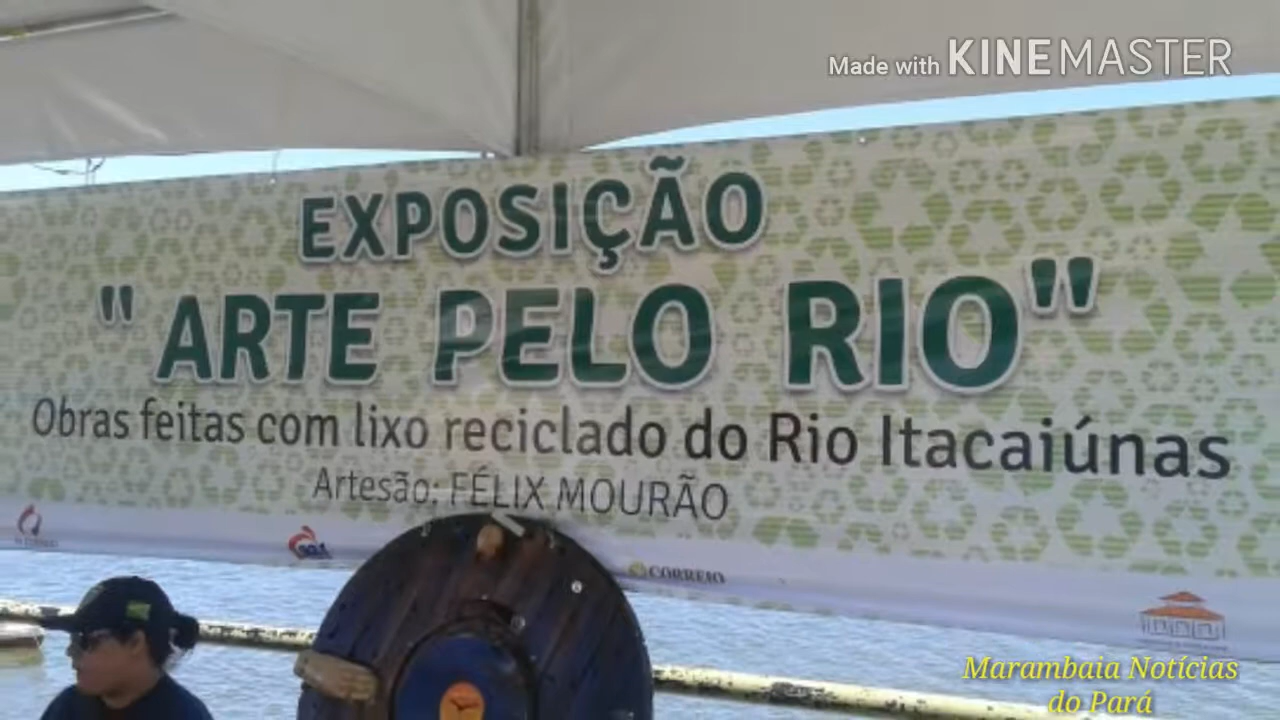 Made with KINEMASTER
EXPOSIÇÃO
"ARTE PELO RIO"
Obras feitas com lixo reciclado do Rio Itacaiúnas
Artesão: FÉLIX MOURÃO
CORREIO
Marambaia Notícias
do Pará